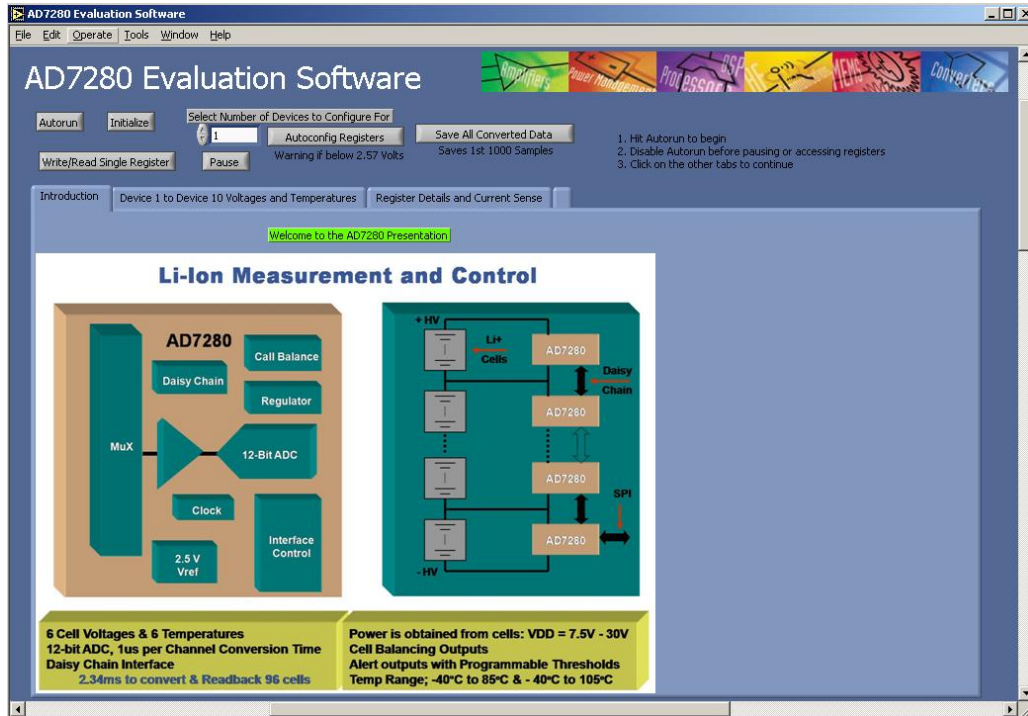 AD7280 Evaluation Software
File Edit Operate Tools Window Help
AD7280 Evaluation Software
Amplifiers Power Management Processors DSP MEMS Converters
Autorun Initialize Select Number of Devices to Configure For
1 Autoconfig Registers Save All Converted Data
Warning if below 2.57 Volts Saves 1st 1000 Samples
Write/Read Single Register Pause
1. Hit Autorun to begin
2. Disable Autorun before pausing or accessing registers
3. Click on the other tabs to continue
Introduction Device 1 to Device 10 Voltages and Temperatures Register Details and Current Sense
Welcome to the AD7280 Presentation
Li-Ion Measurement and Control
AD7280
Call Balance
Daisy Chain
Regulator
MuX
12-Bit ADC
Clock
Interface
Control
2.5 V
Vref
+ HV
Li+
Cells
AD7280
Daisy
Chain
AD7280
AD7280
SPI
AD7280
- HV
6 Cell Voltages & 6 Temperatures
12-bit ADC, 1us per Channel Conversion Time
Daisy Chain Interface
2.34ms to convert & Readback 96 cells
Power is obtained from cells: VDD = 7.5V - 30V
Cell Balancing Outputs
Alert outputs with Programmable Thresholds
Temp Range; -40ºC to 85ºC & - 40ºC to 105ºC